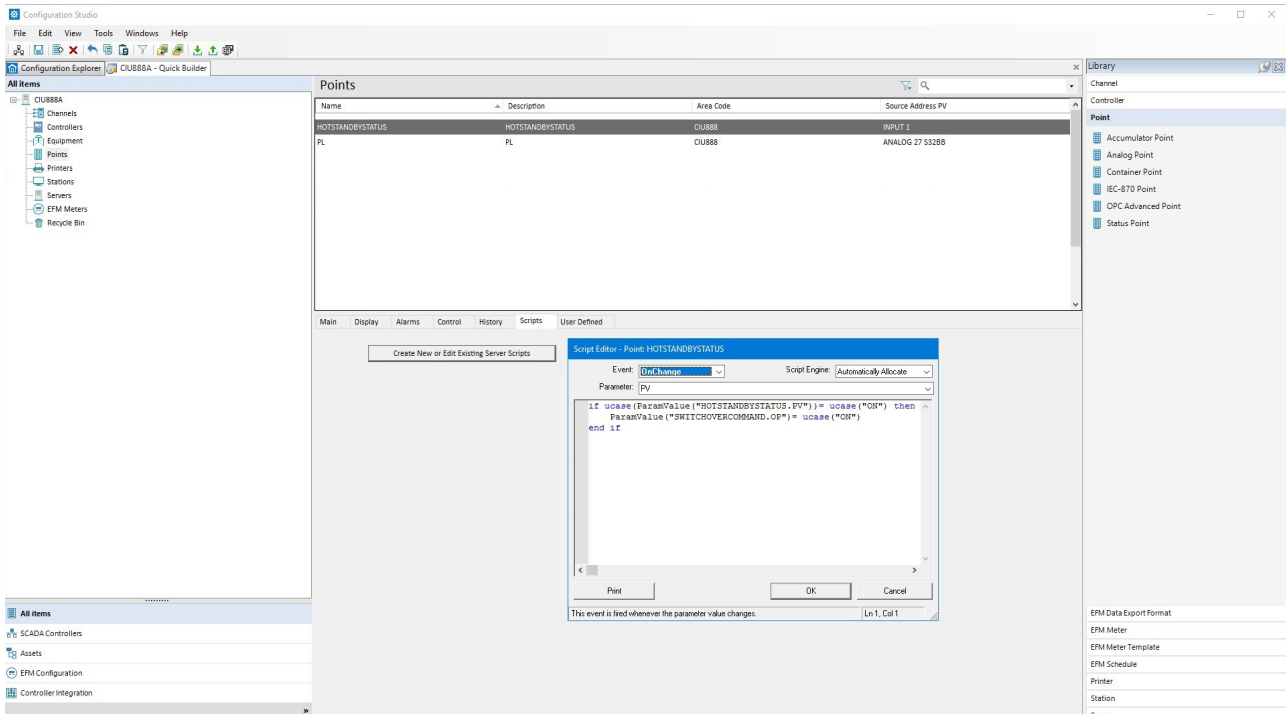 Configuration Studio
File Edit View Tools Windows Help
Configuration Explorer CIU888A - Quick Builder
All items
CIU888A
Channels
Controllers
Equipment
Points
Printers
Stations
Servers
EFM Meters
Recycle Bin
All items
SCADA Controllers
Assets
EFM Configuration
Controller Integration
»
Points
Name Description Area Code Source Address PV
HOTSTANDBYSTATUS HOTSTANDBYSTATUS CIU888 INPUT 1
PL PL CIU888 ANALOG 27 S32BB
Main Display Alarms Control History Scripts User Defined
Create New or Edit Existing Server Scripts
Script Editor - Point: HOTSTANDBYSTATUS
Event: OnChange Script Engine: Automatically Allocate
Parameter: PV
if ucase(ParamValue("HOTSTANDBYSTATUS.PV"))= ucase("ON") then
ParamValue("SWITCHOVERCOMMAND.OP")= ucase("ON")
end if
Print OK Cancel
This event is fired whenever the parameter value changes. Ln 1, Col 1
Library
Channel
Controller
Point
Accumulator Point
Analog Point
Container Point
IEC-870 Point
OPC Advanced Point
Status Point
EFM Data Export Format
EFM Meter
EFM Meter Template
EFM Schedule
Printer
Station